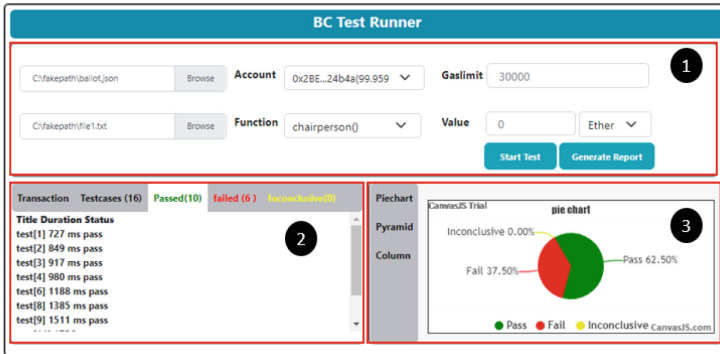 BC Test Runner
1
C:\fakepath\ballot.json Browse Account 0x2BE...24b4a(99.959 Gaslimit 30000
C:\fakepath\file1.txt Browse Function chairperson() Value 0 Ether
Start Test Generate Report
Transaction Testcases (16) Passed(10) failed (6 ) Inconclusive(0)
Title Duration Status
test[1] 727 ms pass
test[2] 849 ms pass
test[3] 917 ms pass
test[4] 980 ms pass
test[6] 1188 ms pass
test[8] 1385 ms pass
test[9] 1511 ms pass
2
Piechart
Pyramid
Column
CanvasJS Trial
pie chart
3
Inconclusive 0.00%
Pass 62.50%
Fail 37.50%
Pass Fail Inconclusive CanvasJS.com